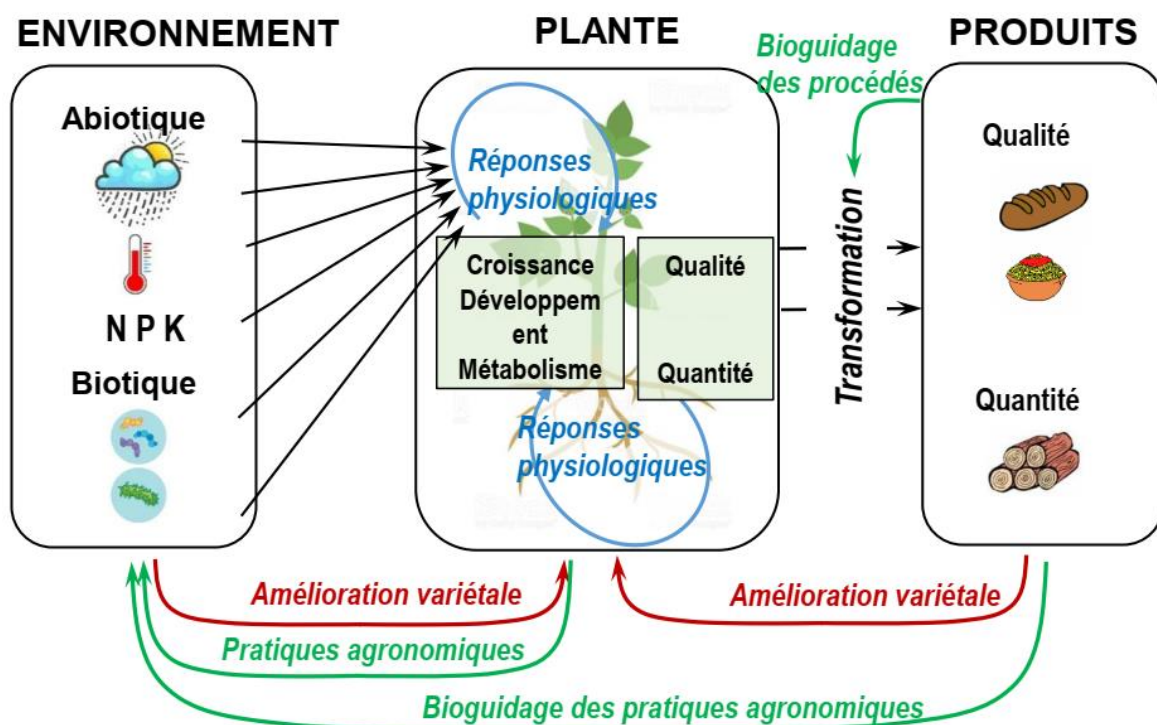 ENVIRONNEMENT
PLANTE
PRODUITS
Bioguidage
des procédés
Abiotique
N P K
Biotique
Réponses
physiologiques
Croissance
Développem
ent
Métabolisme
Qualité
Quantité
Réponses
physiologiques
Transformation
Qualité
Quantité
Amélioration variétale
Amélioration variétale
Pratiques agronomiques
Bioguidage des pratiques agronomiques